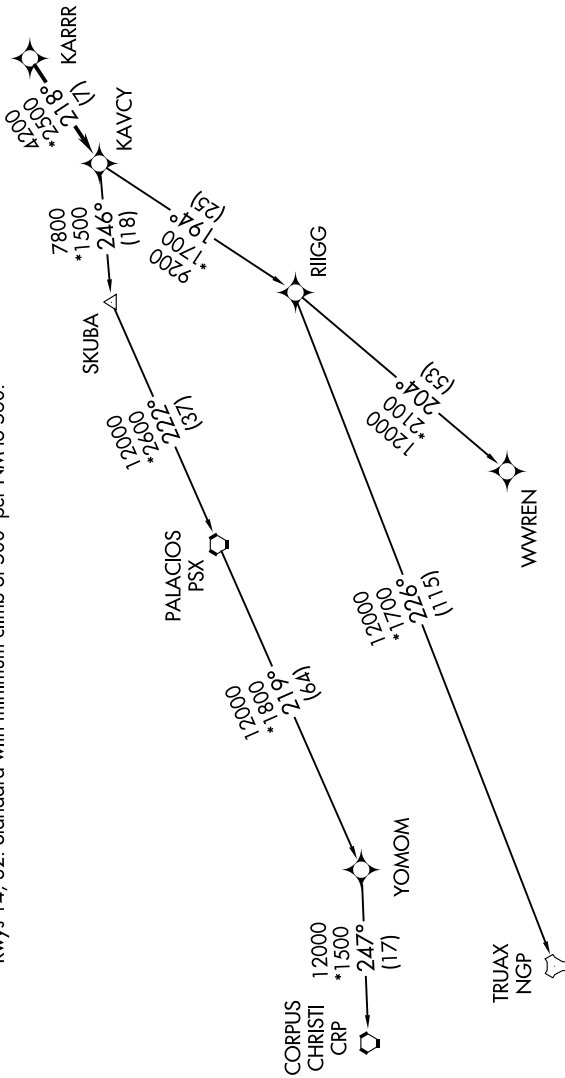 Rwys 14, 32: Standard with minimum climb of 500' per NM to 500.
KARRR
4200
*2500
218°
(7)
KAVCY
7800
*1500
246°
(18)
SKUBA
9200
*1700
194°
(25)
RIIGG
12000
*2600
222°
(37)
PALACIOS
PSX
12000
*2100
204°
(53)
WWREN
12000
*1800
219°
(64)
YOMOM
12000
*1700
226°
(115)
TRUAX
NGP
12000
*1500
247°
(17)
CORPUS
CHRISTI
CRP